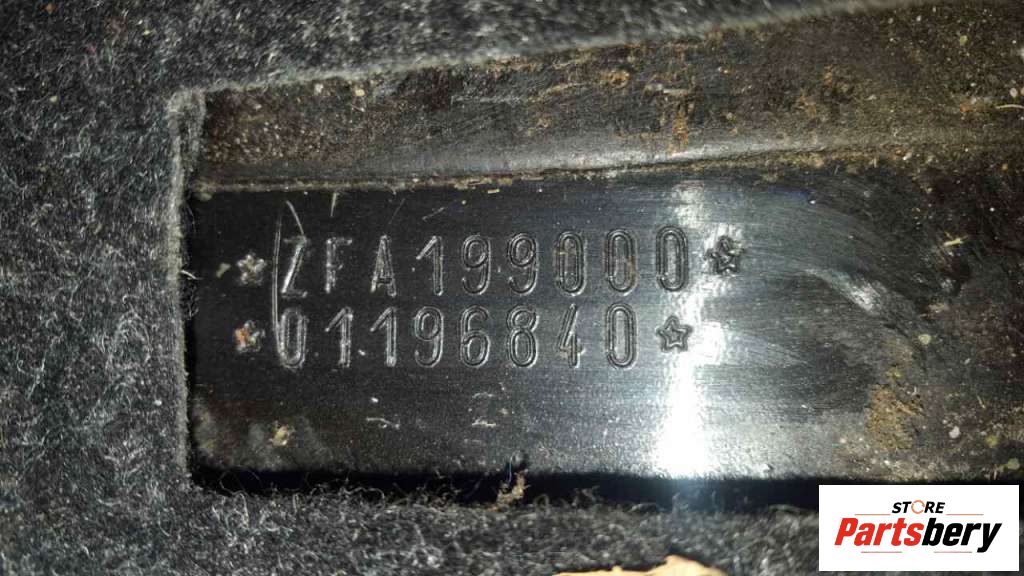 ☆ZFA199000☆
☆01196840☆
STORE
Partsbery